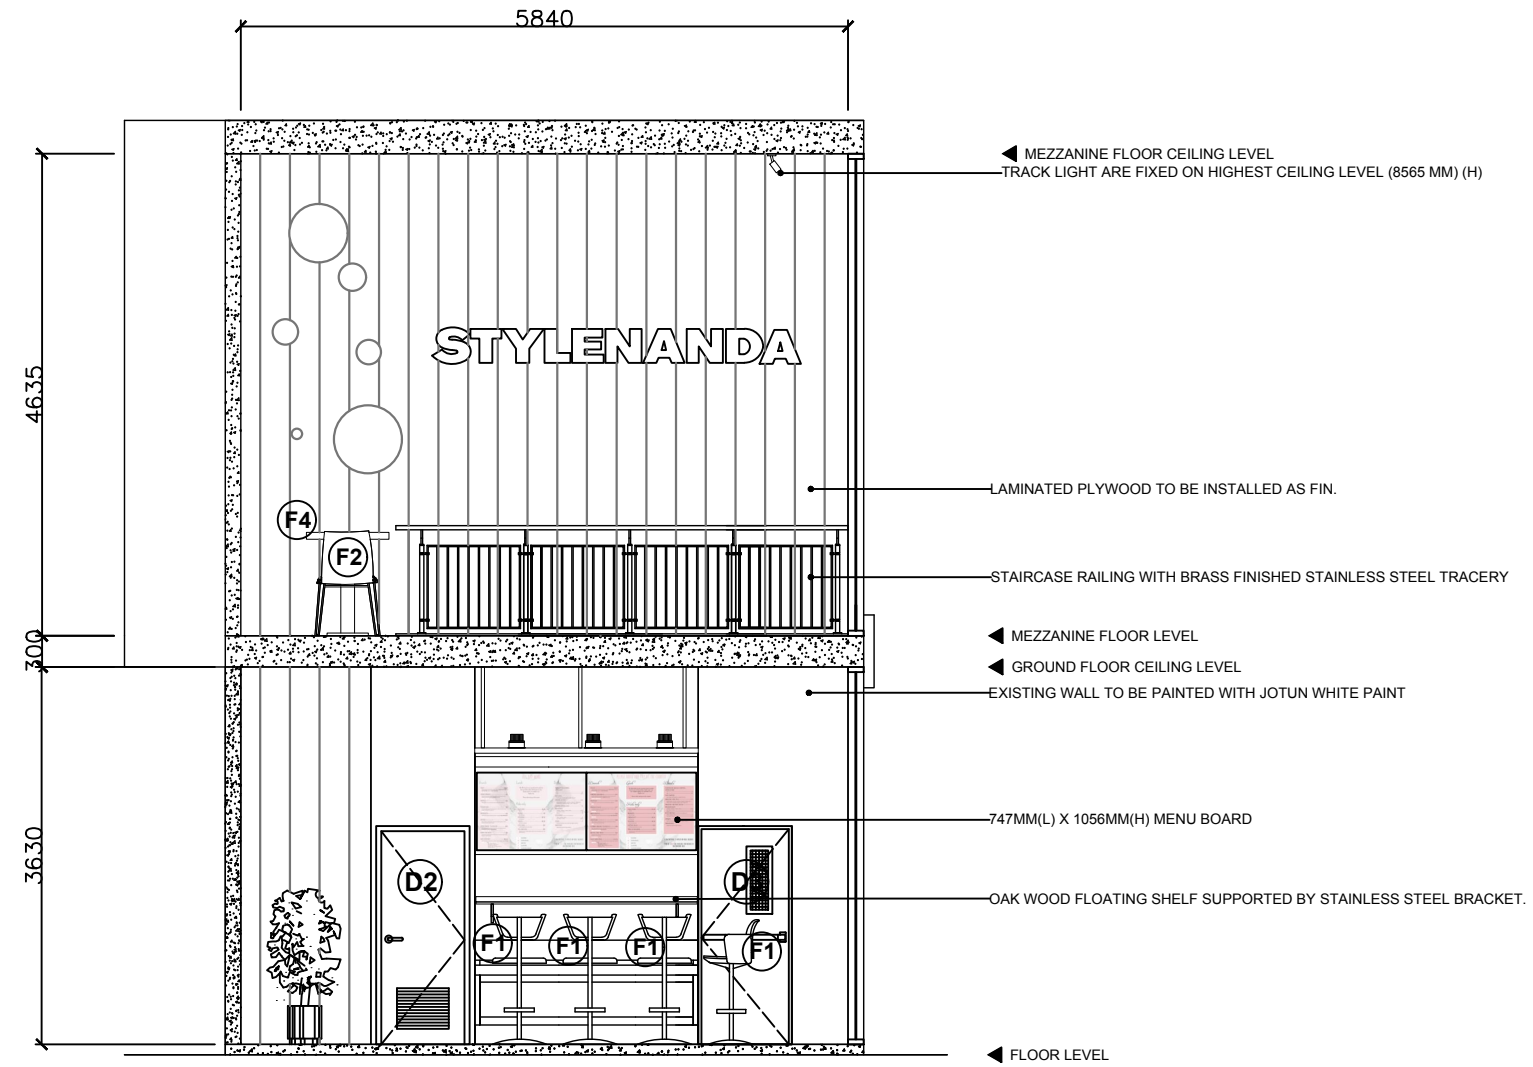 5840
MEZZANINE FLOOR CEILING LEVEL
TRACK LIGHT ARE FIXED ON HIGHEST CEILING LEVEL (8565 MM) (H)
STYLENANDA
4635
LAMINATED PLYWOOD TO BE INSTALLED AS FIN.
F4
F2
STAIRCASE RAILING WITH BRASS FINISHED STAINLESS STEEL TRACERY
300
MEZZANINE FLOOR LEVEL
GROUND FLOOR CEILING LEVEL
EXISTING WALL TO BE PAINTED WITH JOTUN WHITE PAINT
747MM(L) X 1056MM(H) MENU BOARD
3630
D2
OAK WOOD FLOATING SHELF SUPPORTED BY STAINLESS STEEL BRACKET.
F1
F1
F1
F1
FLOOR LEVEL